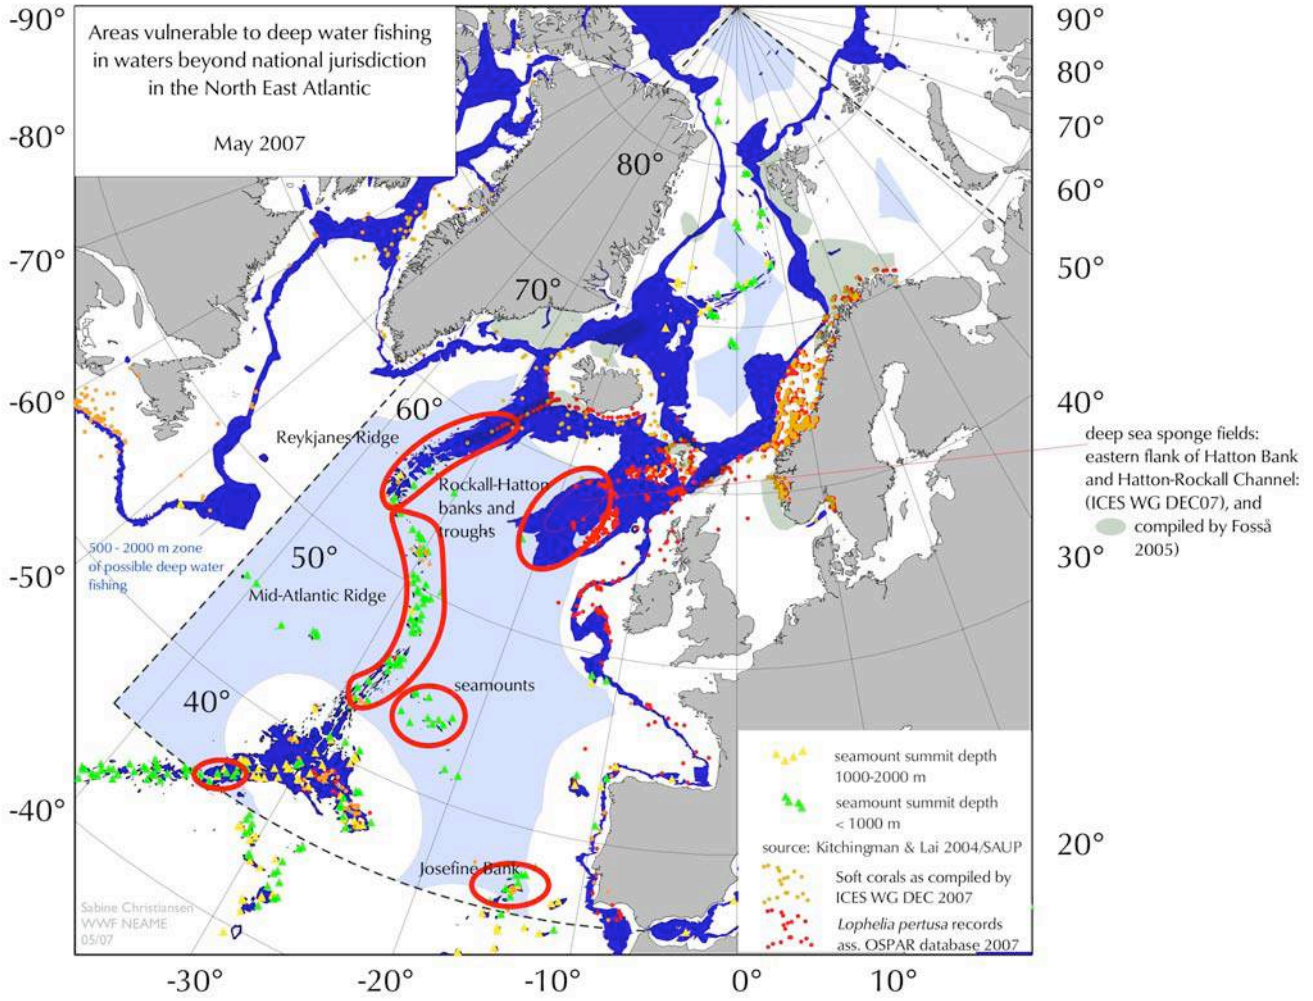 Areas vulnerable to deep water fishing
in waters beyond national jurisdiction
in the North East Atlantic
May 2007
-90°
-80°
-70°
-60°
-50°
-40°
90°
80°
70°
60°
50°
40°
30°
20°
80°
70°
60°
50°
40°
Reykjanes Ridge
Rockall-Hatton
banks and
troughs
500 - 2000 m zone
of possible deep water
fishing
Mid-Atlantic Ridge
seamounts
Josefine Bank
deep sea sponge fields:
eastern flank of Hatton Bank
and Hatton-Rockall Channel:
(ICES WG DEC07), and
compiled by Fosså
2005)
seamount summit depth
1000-2000 m
seamount summit depth
< 1000 m
source: Kitchingman & Lai 2004/SAUP
Soft corals as compiled by
ICES WG DEC 2007
Lophelia pertusa records
ass. OSPAR database 2007
Sabine Christiansen
WWF NEAME
05/07
-30°
-20°
-10°
0°
10°